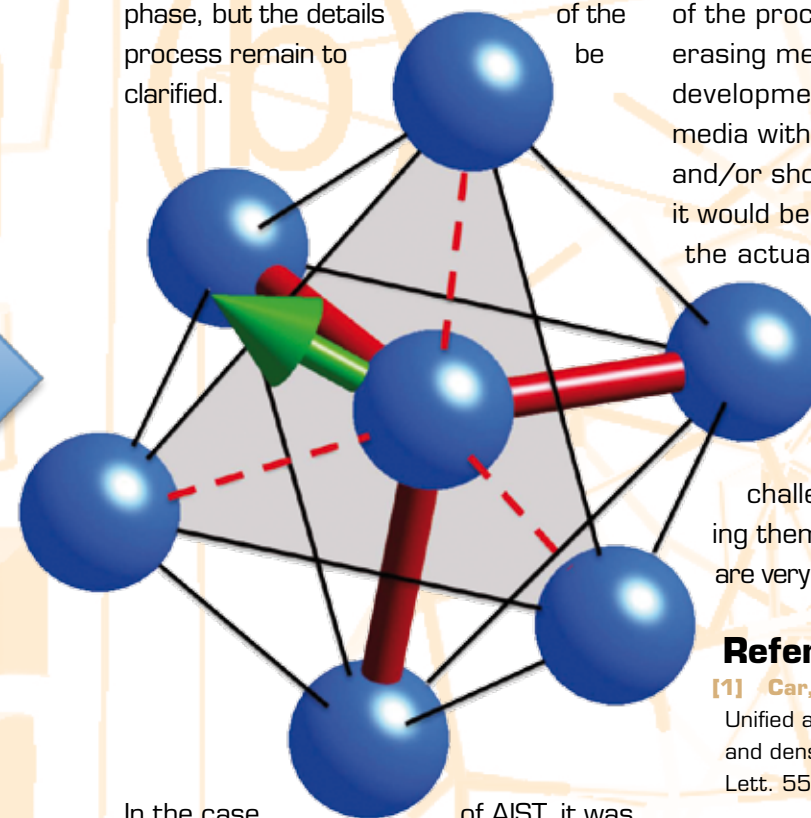 (b)
phase, but the details of the
process remain to be
clarified.
In the case of AIST, it was
of the proc
erasing me
developme
media with
and/or sho
it would be
the actua
challe
ing them
are very
Refer
[1] Car,
Unified a
and dens
Lett. 55